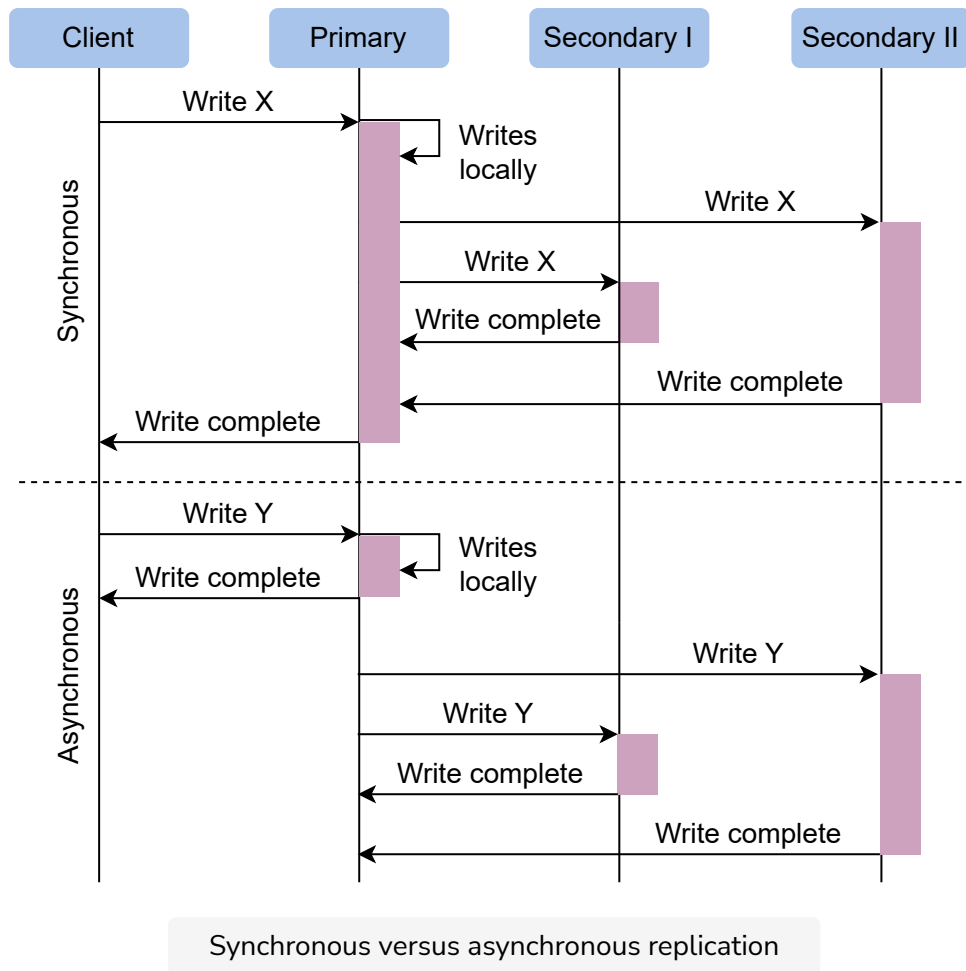 Client
Primary
Secondary I
Secondary II
Synchronous
Write X
Writes
locally
Write X
Write X
Write complete
Write complete
Write complete
Asynchronous
Write Y
Writes
locally
Write complete
Write Y
Write Y
Write complete
Write complete
Synchronous versus asynchronous replication